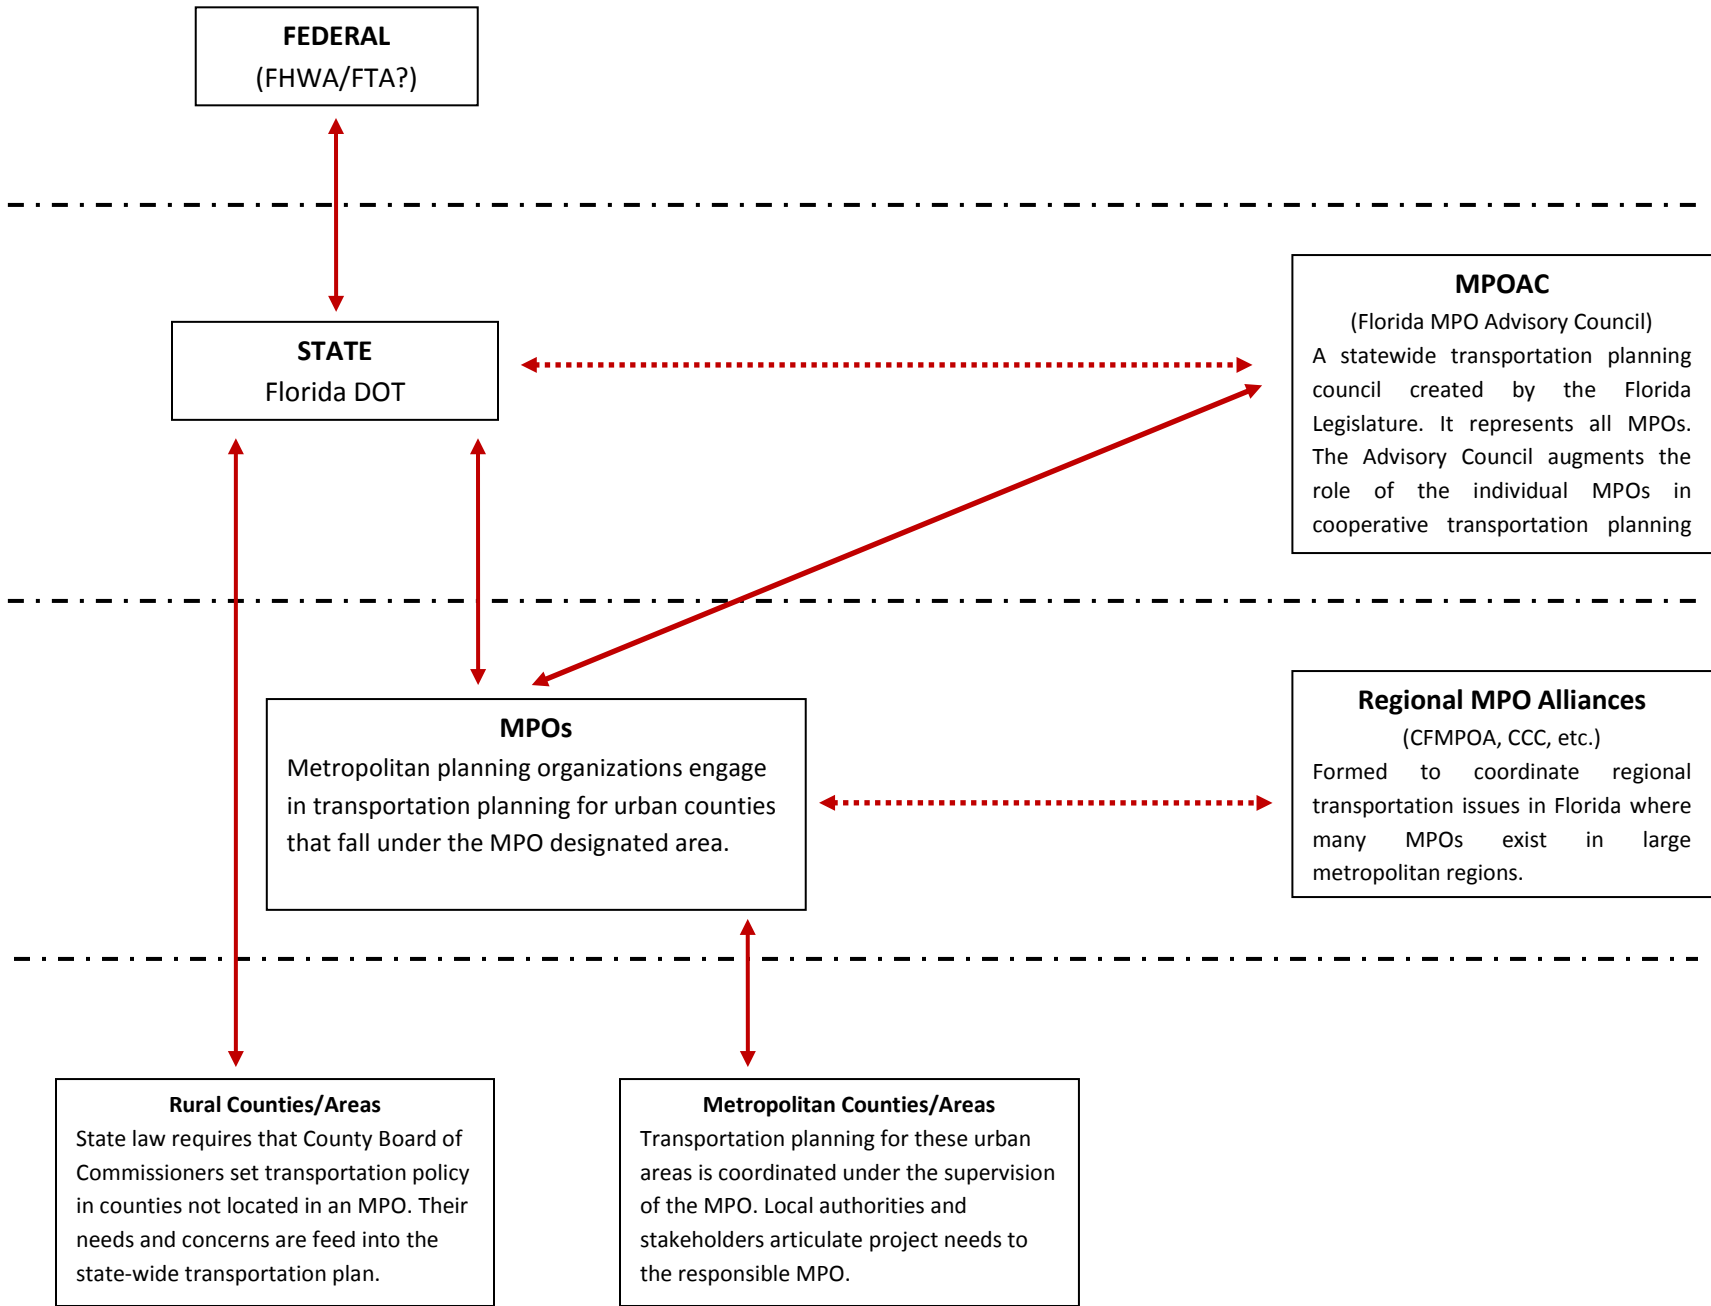 FEDERAL
(FHWA/FTA?)
STATE
Florida DOT
MPOAC
(Florida MPO Advisory Council)
A statewide transportation planning
council created by the Florida
Legislature. It represents all MPOs.
The Advisory Council augments the
role of the individual MPOs in
cooperative transportation planning
MPOs
Metropolitan planning organizations engage
in transportation planning for urban counties
that fall under the MPO designated area.
Regional MPO Alliances
(CFMPOA, CCC, etc.)
Formed to coordinate regional
transportation issues in Florida where
many MPOs exist in large
metropolitan regions.
Rural Counties/Areas
State law requires that County Board of
Commissioners set transportation policy
in counties not located in an MPO. Their
needs and concerns are feed into the
state-wide transportation plan.
Metropolitan Counties/Areas
Transportation planning for these urban
areas is coordinated under the supervision
of the MPO. Local authorities and
stakeholders articulate project needs to
the responsible MPO.